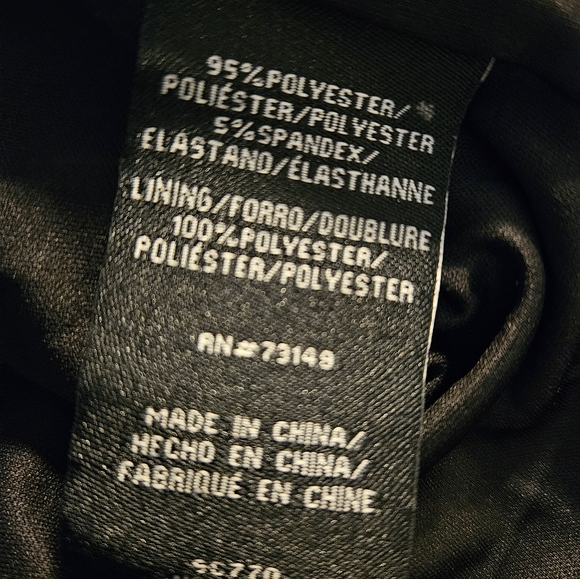 95%POLYESTER/
POLIÉSTER/POLYESTER
5%SPANDEX/
ELASTANO/ÉLASTHANNE
LINING/FORRO/DOUBLURE
100%POLYESTER/
POLIÉSTER/POLYESTER
RN#73149
MADE IN CHINA/
HECHO EN CHINA/
FABRIQUÉ EN CHINE